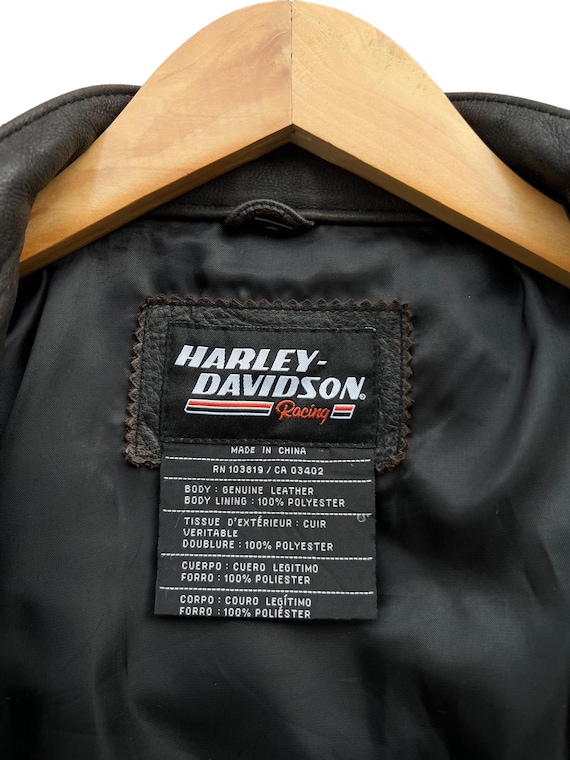 HARLEY-
DAVIDSON®
Racing
MADE IN CHINA
RN 103819 / CA 03402
BODY : GENUINE LEATHER
BODY LINING : 100% POLYESTER
TISSUE D'EXTÉRIEUR : CUIR
VERITABLE
DOUBLURE : 100% POLYESTER
CUERPO : CUERO LEGITIMO
FORRO : 100% POLIESTER
CORPO : COURO LEGÍTIMO
FORRO : 100% POLIÉSTER